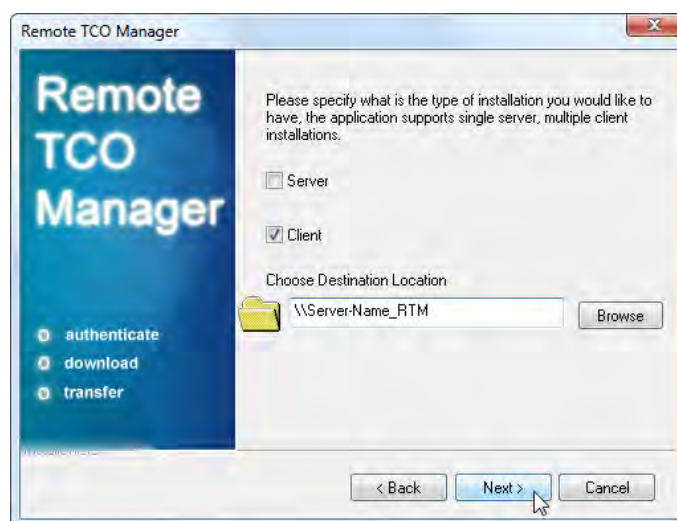 Remote TCO Manager
Remote
TCO
Manager
authenticate
download
transfer
Please specify what is the type of installation you would like to
have, the application supports single server, multiple client
installations.
Server
Client
Choose Destination Location
\\Server-Name_RTM
Browse
< Back
Next >
Cancel